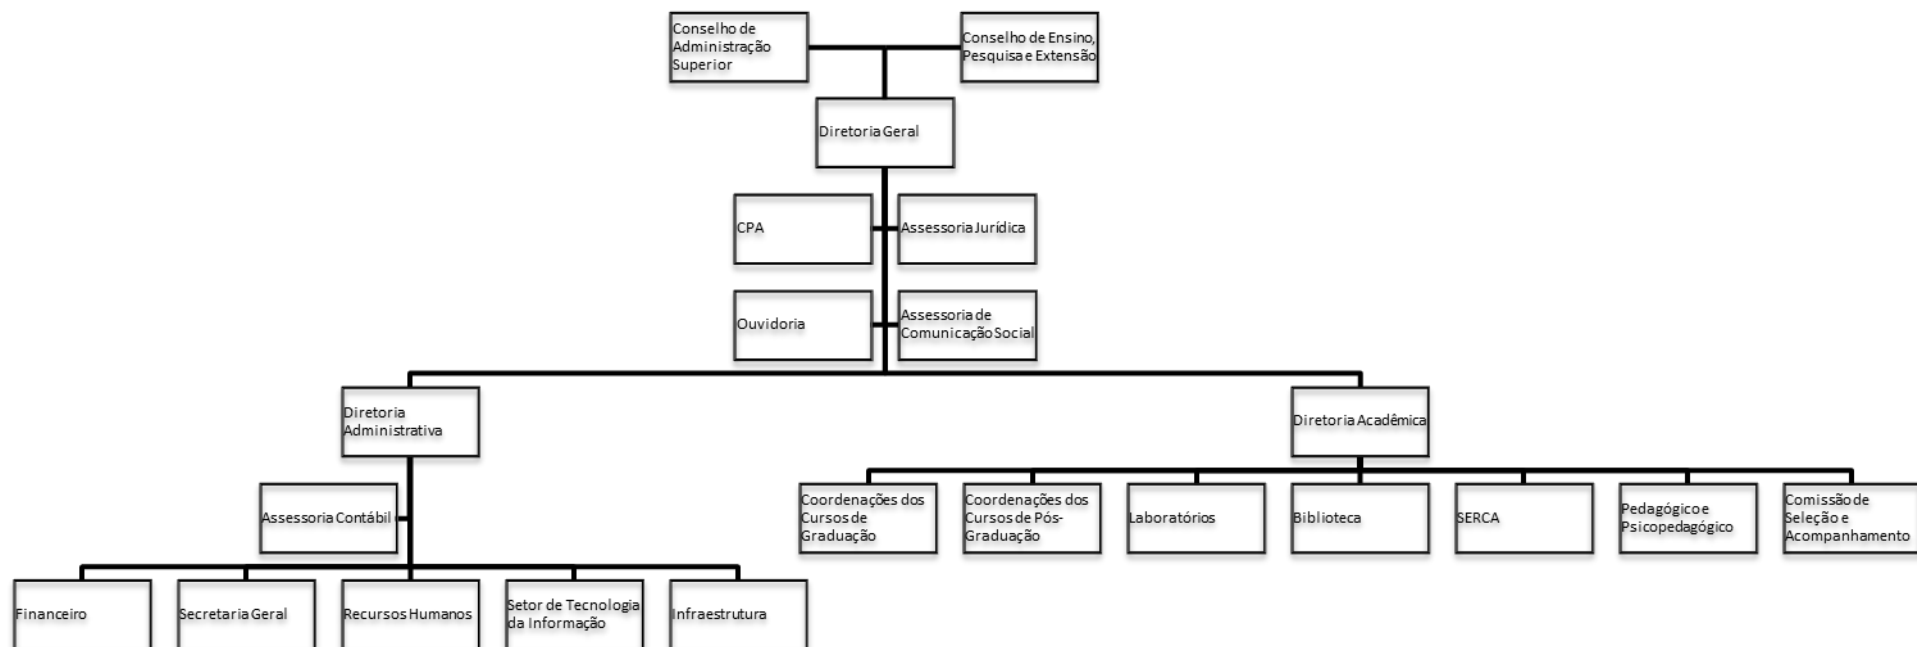 Conselho de
Administração
Superior
Conselho de Ensino,
Pesquisa e Extensão
Diretoria Geral
CPA
Assessoria Jurídica
Ouvidoria
Assessoria de
Comunicação Social
Diretoria
Administrativa
Diretoria Acadêmica
Assessoria Contábil
Coordenações dos
Cursos de
Graduação
Coordenações dos
Cursos de Pós-
Graduação
Laboratórios
Biblioteca
SERCA
Pedagógico e
Psicopedagógico
Comissão de
Seleção e
Acompanhamento
Financeiro
Secretaria Geral
Recursos Humanos
Setor de Tecnologia
da Informação
Infraestrutura